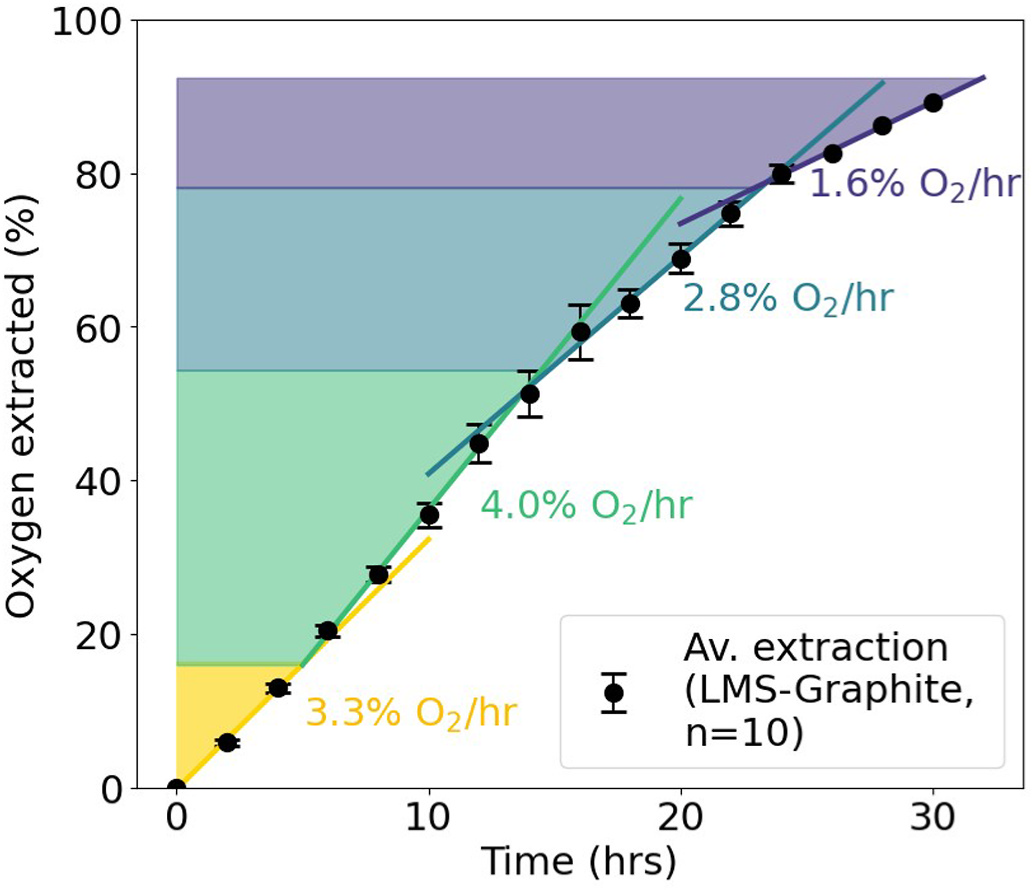 100
80
60
40
20
0
Oxygen extracted (%)
1.6% O₂/hr
2.8% O₂/hr
4.0% O₂/hr
3.3% O₂/hr
Av. extraction
(LMS-Graphite,
n=10)
0 10 20 30
Time (hrs)